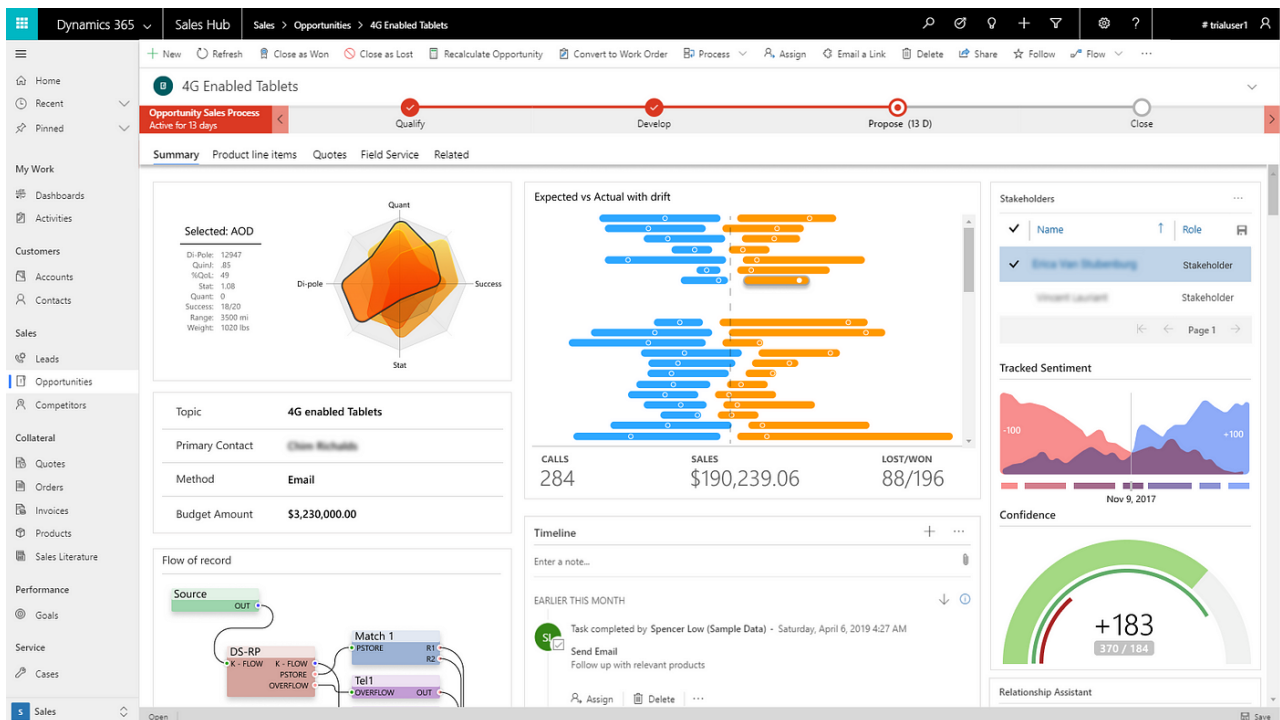 Dynamics 365
Sales Hub
Sales > Opportunities > 4G Enabled Tablets
# trialuser1
New
Refresh
Close as Won
Close as Lost
Recalculate Opportunity
Convert to Work Order
Process
Assign
Email a Link
Delete
Share
Follow
Flow
Home
Recent
Pinned
My Work
Dashboards
Activities
Customers
Accounts
Contacts
Sales
Leads
Opportunities
Competitors
Collateral
Quotes
Orders
Invoices
Products
Sales Literature
Performance
Goals
Service
Cases
S Sales
4G Enabled Tablets
Opportunity Sales Process
Active for 13 days
Qualify
Develop
Propose (13 D)
Close
Summary
Product line items
Quotes
Field Service
Related
Selected: AOD
Di-Pole: 12947
QuinJ: .85
%QoL: 49
Stat: 1.08
Quant: 0
Success: 18/20
Range: 3500 mi
Weight: 1020 lbs
Quant
Di-pole
Success
Stat
Topic 4G enabled Tablets
Primary Contact
Method Email
Budget Amount $3,230,000.00
Flow of record
Source
OUT
DS-RP
K - FLOW K - FLOW
PSTORE
OVERFLOW
Match 1
PSTORE R1
R2
Tel1
OVERFLOW OUT
Expected vs Actual with drift
CALLS
284
SALES
$190,239.06
LOST/WON
88/196
Timeline
Enter a note...
EARLIER THIS MONTH
SL
Task completed by Spencer Low (Sample Data) - Saturday, April 6, 2019 4:27 AM
Send Email
Follow up with relevant products
Assign
Delete
Stakeholders
Name
Role
Stakeholder
Stakeholder
Page 1
Tracked Sentiment
-100
+100
Nov 9, 2017
Confidence
+183
370 / 184
Relationship Assistant
Open
Save